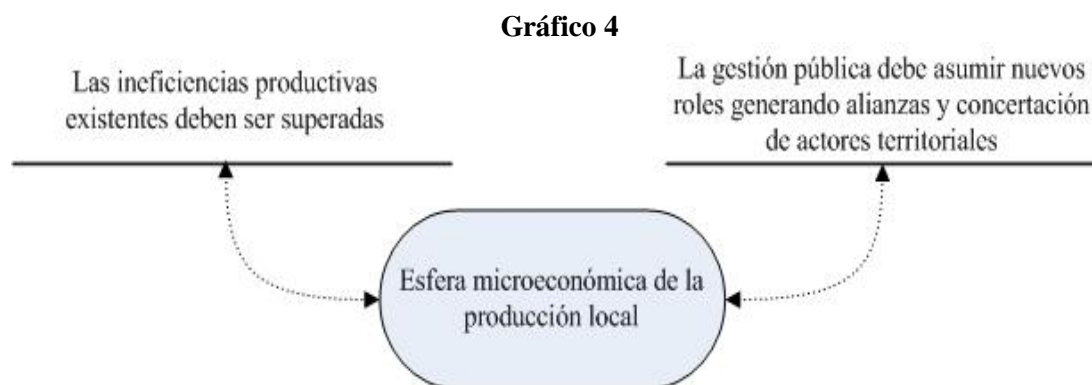 Gráfico 4
Las ineficiencias productivas
existentes deben ser superadas
La gestión pública debe asumir nuevos
roles generando alianzas y concertación
de actores territoriales
Esfera microeconómica de la
producción local